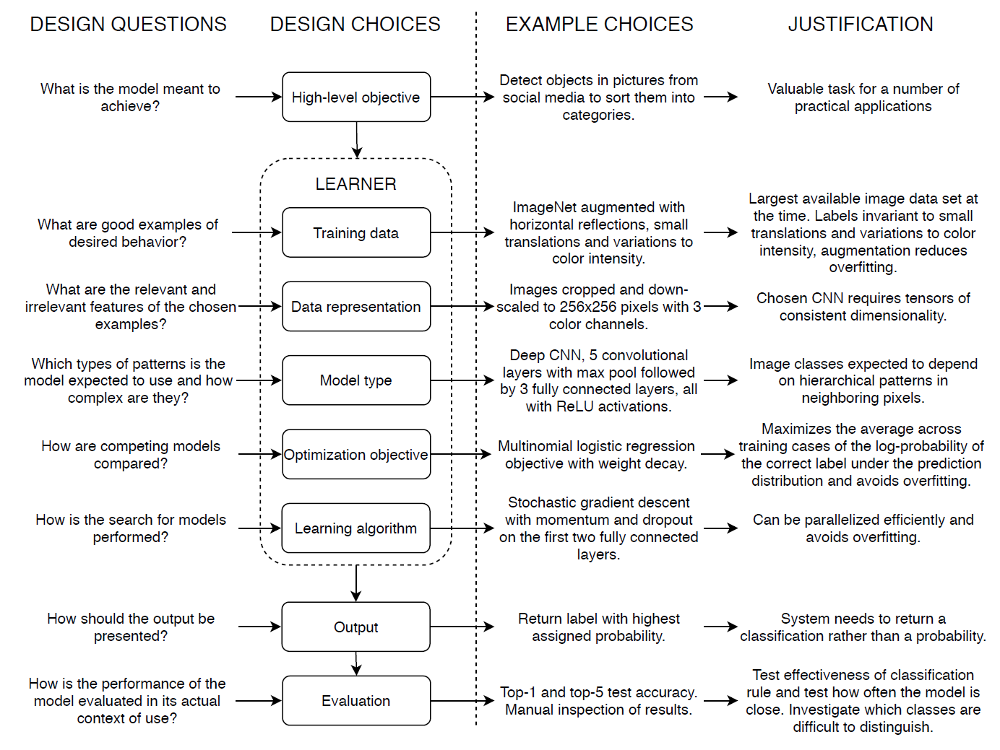 DESIGN QUESTIONS
DESIGN CHOICES
EXAMPLE CHOICES
JUSTIFICATION
What is the model meant to
achieve?
High-level objective
Detect objects in pictures from
social media to sort them into
categories.
Valuable task for a number of
practical applications
LEARNER
What are good examples of
desired behavior?
Training data
ImageNet augmented with
horizontal reflections, small
translations and variations to
color intensity.
Largest available image data set at
the time. Labels invariant to small
translations and variations to color
intensity, augmentation reduces
overfitting.
What are the relevant and
irrelevant features of the chosen
examples?
Data representation
Images cropped and down-
scaled to 256x256 pixels with 3
color channels.
Chosen CNN requires tensors of
consistent dimensionality.
Which types of patterns is the
model expected to use and how
complex are they?
Model type
Deep CNN, 5 convolutional
layers with max pool followed
by 3 fully connected layers, all
with ReLU activations.
Image classes expected to depend
on hierarchical patterns in
neighboring pixels.
How are competing models
compared?
Optimization objective
Multinomial logistic regression
objective with weight decay.
Maximizes the average across
training cases of the log-probability of
the correct label under the prediction
distribution and avoids overfitting.
How is the search for models
performed?
Learning algorithm
Stochastic gradient descent
with momentum and dropout
on the first two fully connected
layers.
Can be parallelized efficiently and
avoids overfitting.
How should the output be
presented?
Output
Return label with highest
assigned probability.
System needs to return a
classification rather than a probability.
How is the performance of the
model evaluated in its actual
context of use?
Evaluation
Top-1 and top-5 test accuracy.
Manual inspection of results.
Test effectiveness of classification
rule and test how often the model is
close. Investigate which classes are
difficult to distinguish.